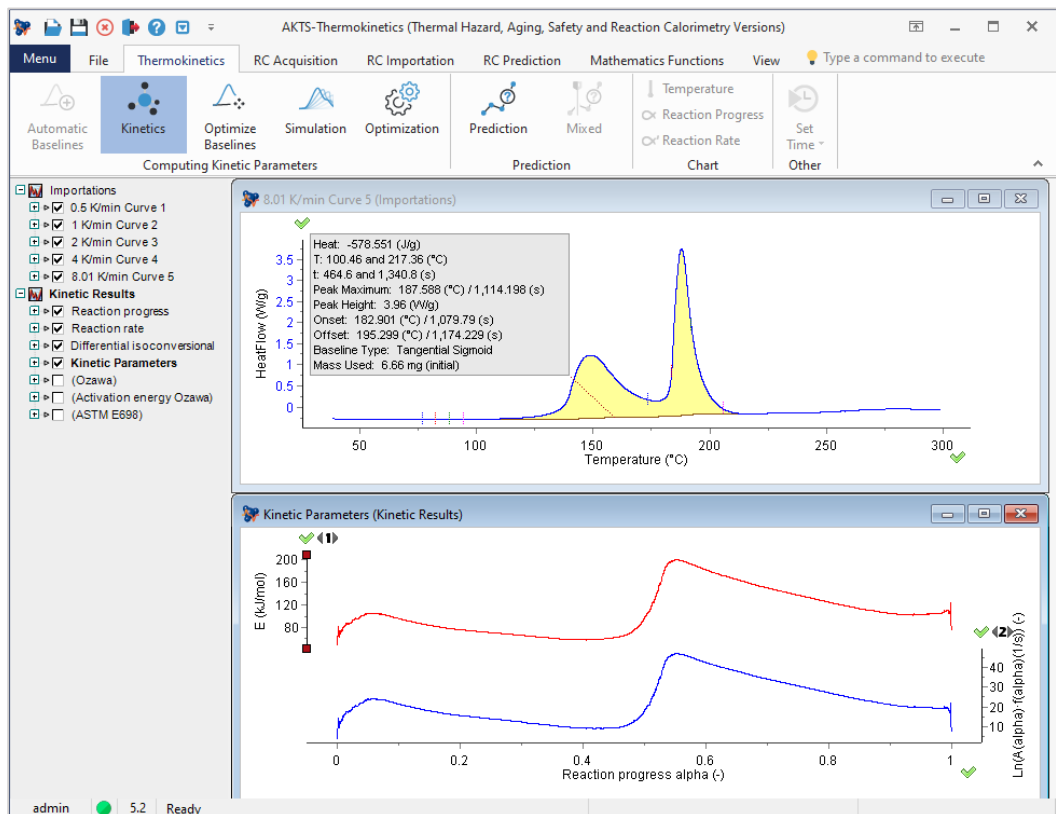 AKTS-Thermokinetics (Thermal Hazard, Aging, Safety and Reaction Calorimetry Versions)
Menu File Thermokinetics RC Acquisition RC Importation RC Prediction Mathematics Functions View Type a command to execute
Automatic Baselines
Kinetics
Optimize Baselines
Simulation
Optimization
Computing Kinetic Parameters
Prediction
Mixed
Prediction
Temperature
Reaction Progress
Reaction Rate
Chart
Set Time
Other
Importations
0.5 K/min Curve 1
1 K/min Curve 2
2 K/min Curve 3
4 K/min Curve 4
8.01 K/min Curve 5
Kinetic Results
Reaction progress
Reaction rate
Differential isoconversional
Kinetic Parameters
(Ozawa)
(Activation energy Ozawa)
(ASTM E698)
8.01 K/min Curve 5 (Importations)
Heat: -578.551 (J/g)
T: 100.46 and 217.36 (°C)
t: 464.6 and 1,340.8 (s)
Peak Maximum: 187.588 (°C) / 1,114.198 (s)
Peak Height: 3.96 (W/g)
Onset: 182.901 (°C) / 1,079.79 (s)
Offset: 195.299 (°C) / 1,174.229 (s)
Baseline Type: Tangential Sigmoid
Mass Used: 6.66 mg (initial)
HeatFlow (W/g)
3.5
3
2.5
2
1.5
1
0.5
0
50 100 150 200 250 300
Temperature (°C)
Kinetic Parameters (Kinetic Results)
1
E (kJ/mol)
200
160
120
80
2
Ln(A(alpha)·f(alpha)(1/s)) (-)
40
30
20
10
0 0.2 0.4 0.6 0.8 1
Reaction progress alpha (-)
admin 5.2 Ready